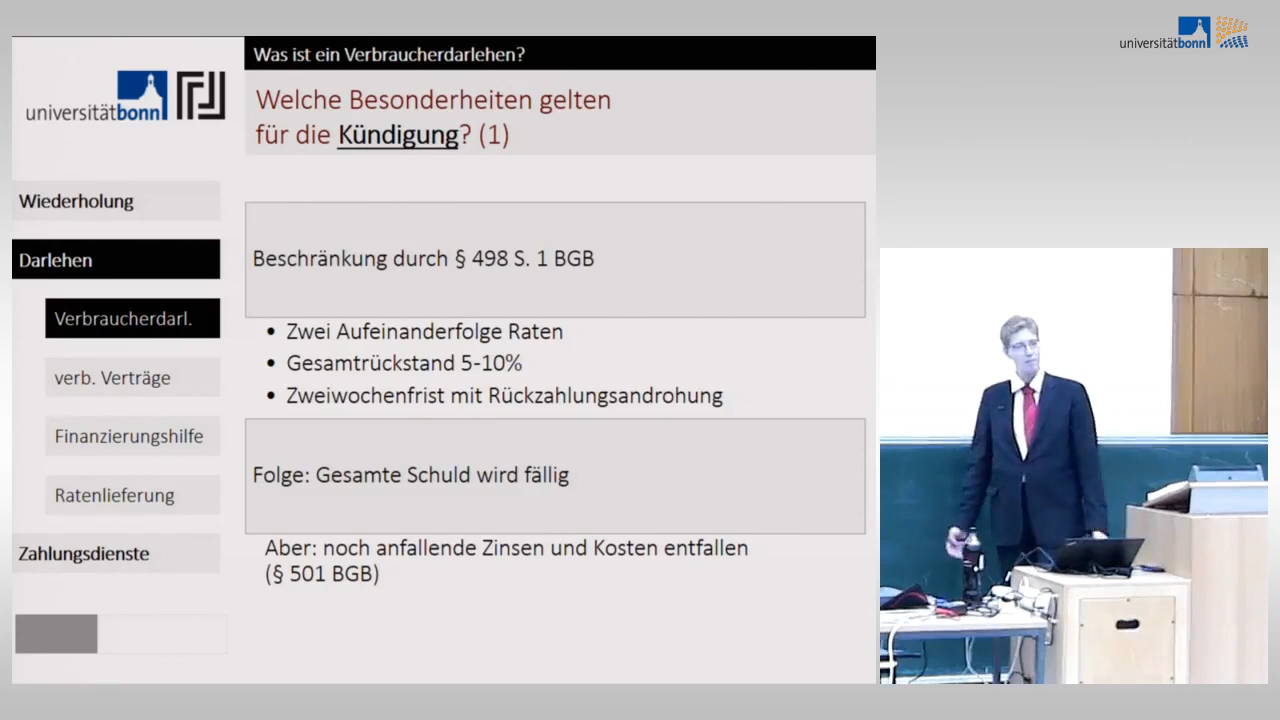 universitätbonn
Was ist ein Verbraucherdarlehen?
universitätbonn
Welche Besonderheiten gelten
für die Kündigung? (1)
Wiederholung
Darlehen
Verbraucherdarl.
verb. Verträge
Finanzierungshilfe
Ratenlieferung
Zahlungsdienste
Beschränkung durch § 498 S. 1 BGB
• Zwei Aufeinanderfolge Raten
• Gesamtrückstand 5-10%
• Zweiwochenfrist mit Rückzahlungsandrohung
Folge: Gesamte Schuld wird fällig
Aber: noch anfallende Zinsen und Kosten entfallen
(§ 501 BGB)